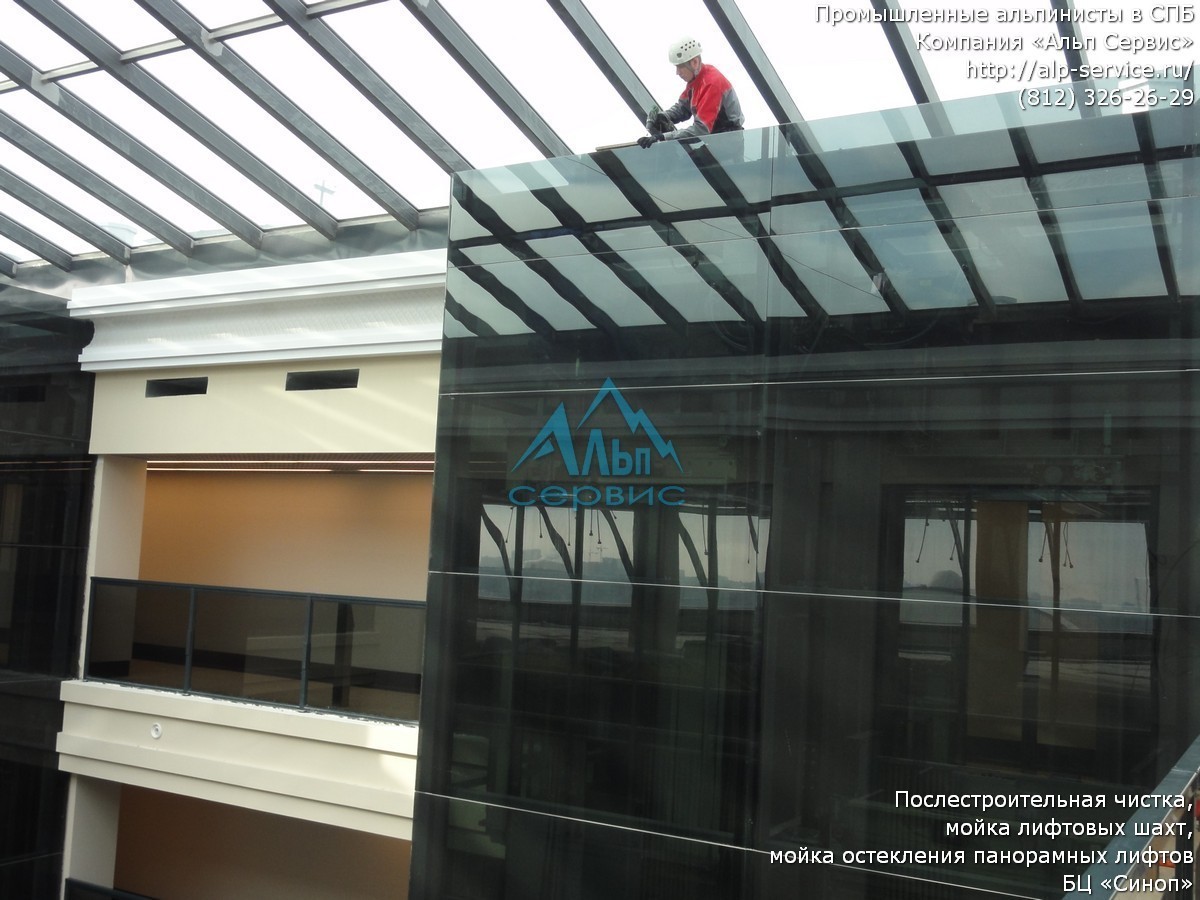 Промышленные альпинисты в СПБ
Компания «Альп Сервис»
http://alp-service.ru/
(812) 326-26-29
Альп
сервис
Послестроительная чистка,
мойка лифтовых шахт,
мойка остекления панорамных лифтов
БЦ «Синоп»